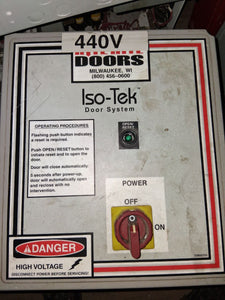 440V
DOORS
MILWAUKEE, WI
(800) 456-0600
Iso-Tek
Door System
OPERATING PROCEDURES
Flashing push button indicates
a reset is required.
Push OPEN / RESET button to
initiate reset and to open the
door.
Door will close automatically.
5 seconds after power-up,
door will automatically open
and reclose with no
intervention.
OPEN
RESET
POWER
OFF
ON
DANGER
HIGH VOLTAGE
DISCONNECT POWER BEFORE SERVICING!